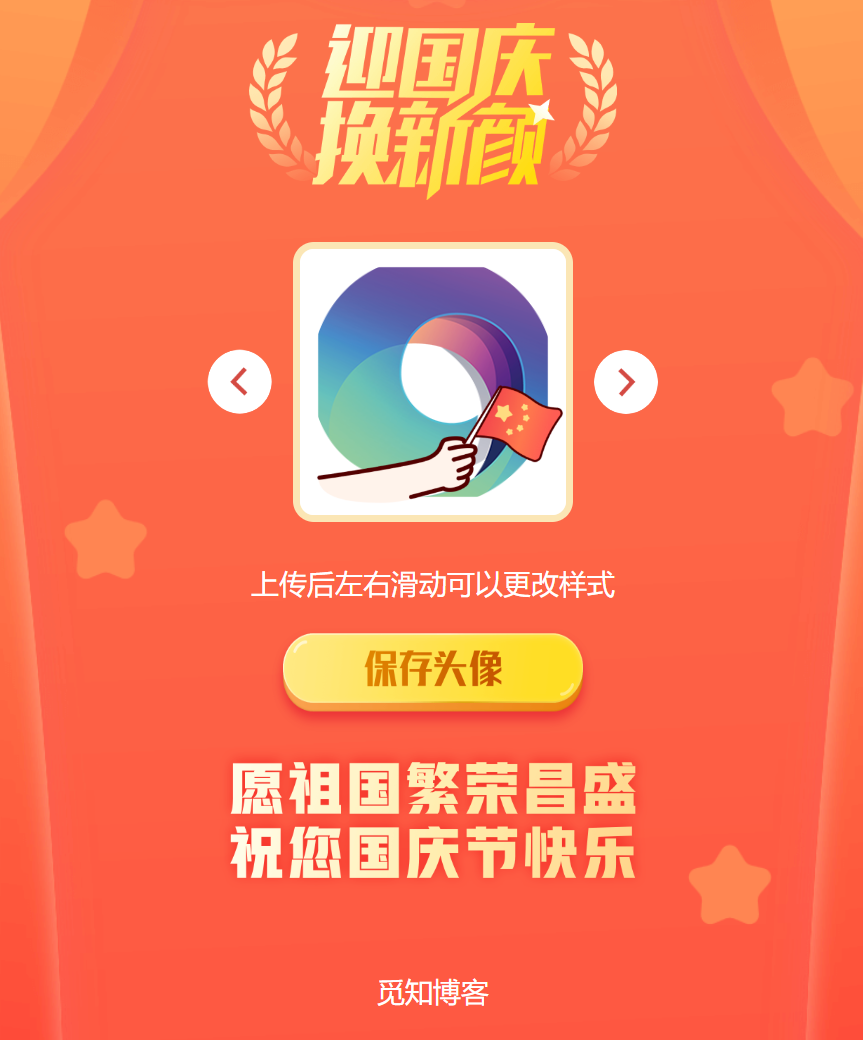 迎国庆
换新颜
上传后左右滑动可以更改样式
保存头像
愿祖国繁荣昌盛
祝您国庆节快乐
觅知博客